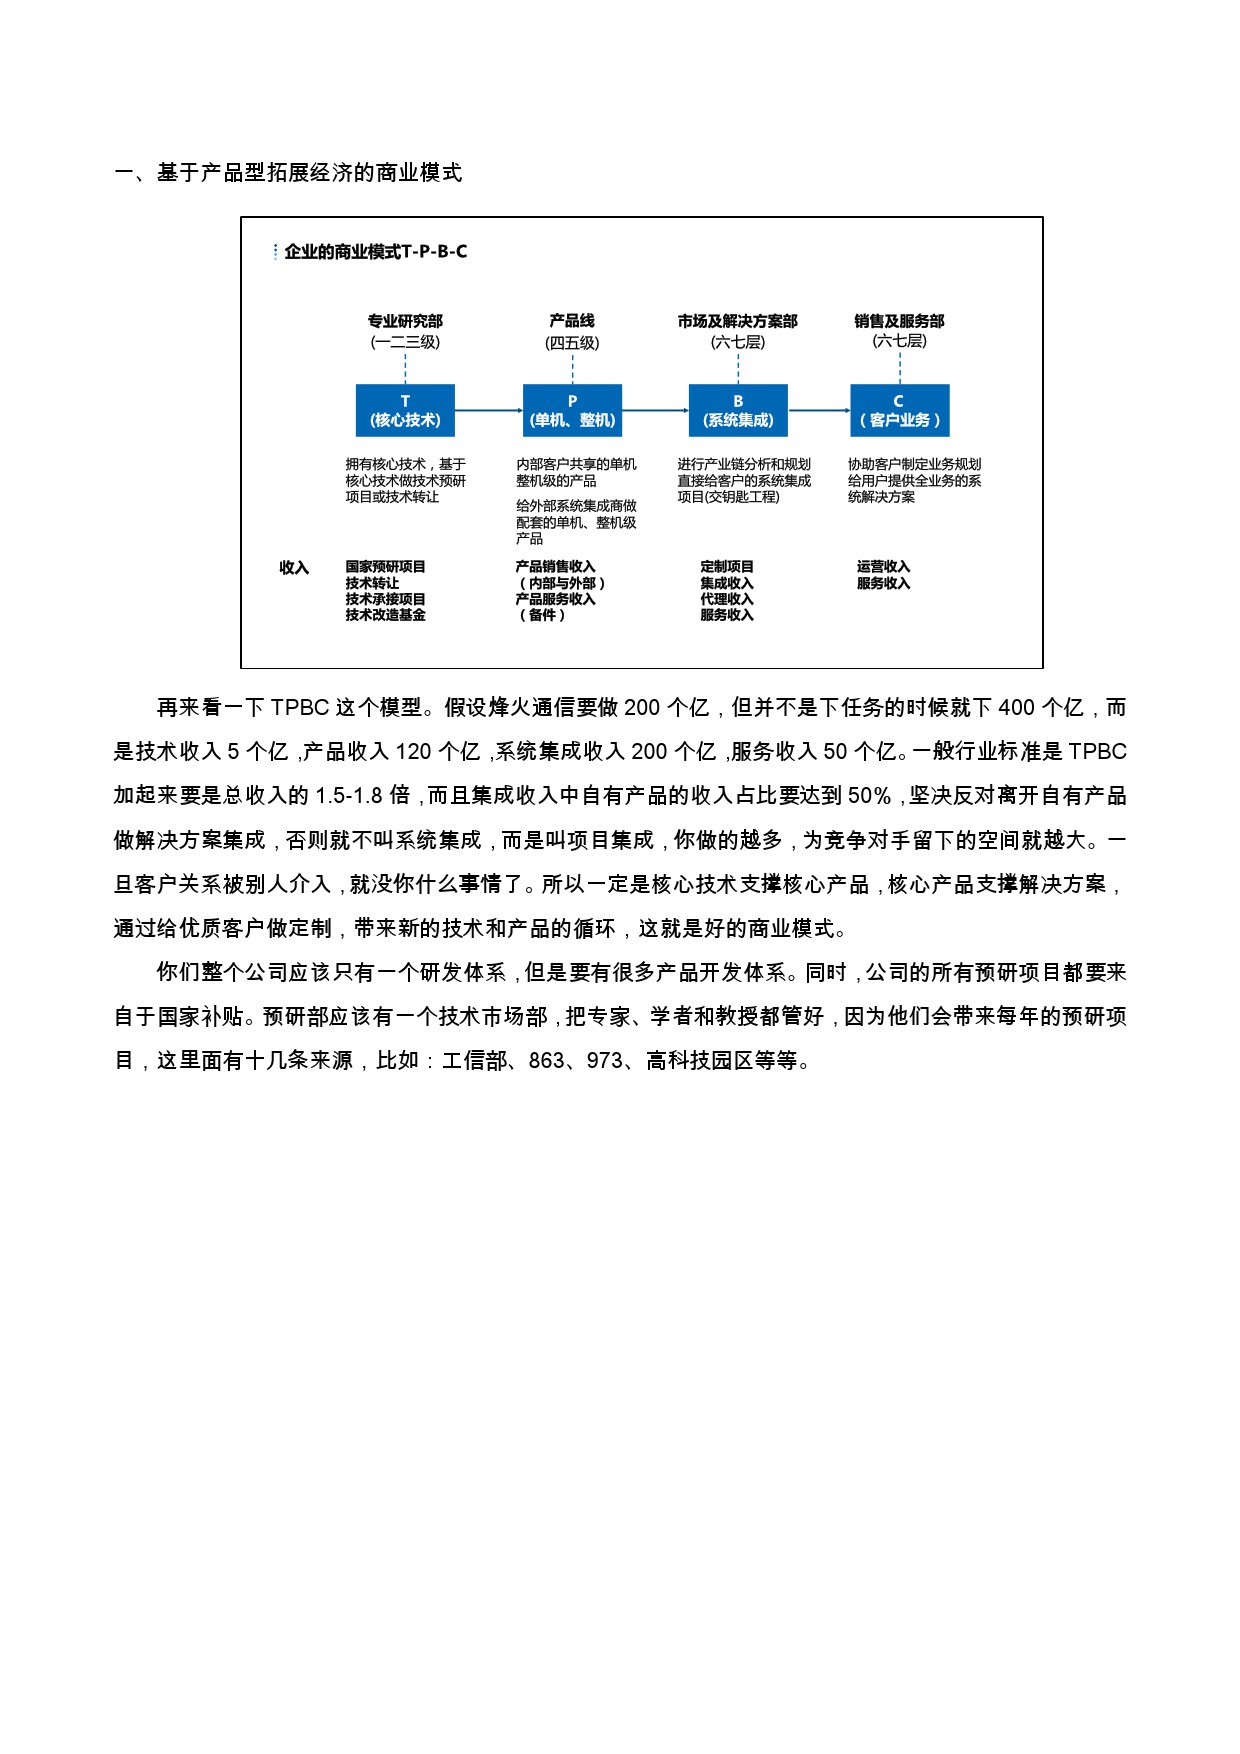 一、基于产品型拓展经济的商业模式
企业的商业模式T-P-B-C
专业研究部 产品线 市场及解决方案部 销售及服务部
(一二三级) (四五级) (六七层) (六七层)
T P B C
(核心技术) (单机、整机) (系统集成) （客户业务）
拥有核心技术，基于
核心技术做技术预研
项目或技术转让
内部客户共享的单机
整机级的产品
给外部系统集成商做
配套的单机、整机级
产品
进行产业链分析和规划
直接给客户的系统集成
项目(交钥匙工程)
协助客户制定业务规划
给用户提供全业务的系
统解决方案
收入
国家预研项目
技术转让
技术承接项目
技术改造基金
产品销售收入
（内部与外部）
产品服务收入
（备件）
定制项目
集成收入
代理收入
服务收入
运营收入
服务收入
再来看一下 TPBC 这个模型。假设烽火通信要做 200 个亿，但并不是下任务的时候就下 400 个亿，而
是技术收入 5 个亿，产品收入 120 个亿，系统集成收入 200 个亿，服务收入 50 个亿。一般行业标准是 TPBC
加起来要是总收入的 1.5-1.8 倍，而且集成收入中自有产品的收入占比要达到 50%，坚决反对离开自有产品
做解决方案集成，否则就不叫系统集成，而是叫项目集成，你做的越多，为竞争对手留下的空间就越大。一
旦客户关系被别人介入，就没你什么事情了。所以一定是核心技术支撑核心产品，核心产品支撑解决方案，
通过给优质客户做定制，带来新的技术和产品的循环，这就是好的商业模式。
你们整个公司应该只有一个研发体系，但是要有很多产品开发体系。同时，公司的所有预研项目都要来
自于国家补贴。预研部应该有一个技术市场部，把专家、学者和教授都管好，因为他们会带来每年的预研项
目，这里面有十几条来源，比如：工信部、863、973、高科技园区等等。